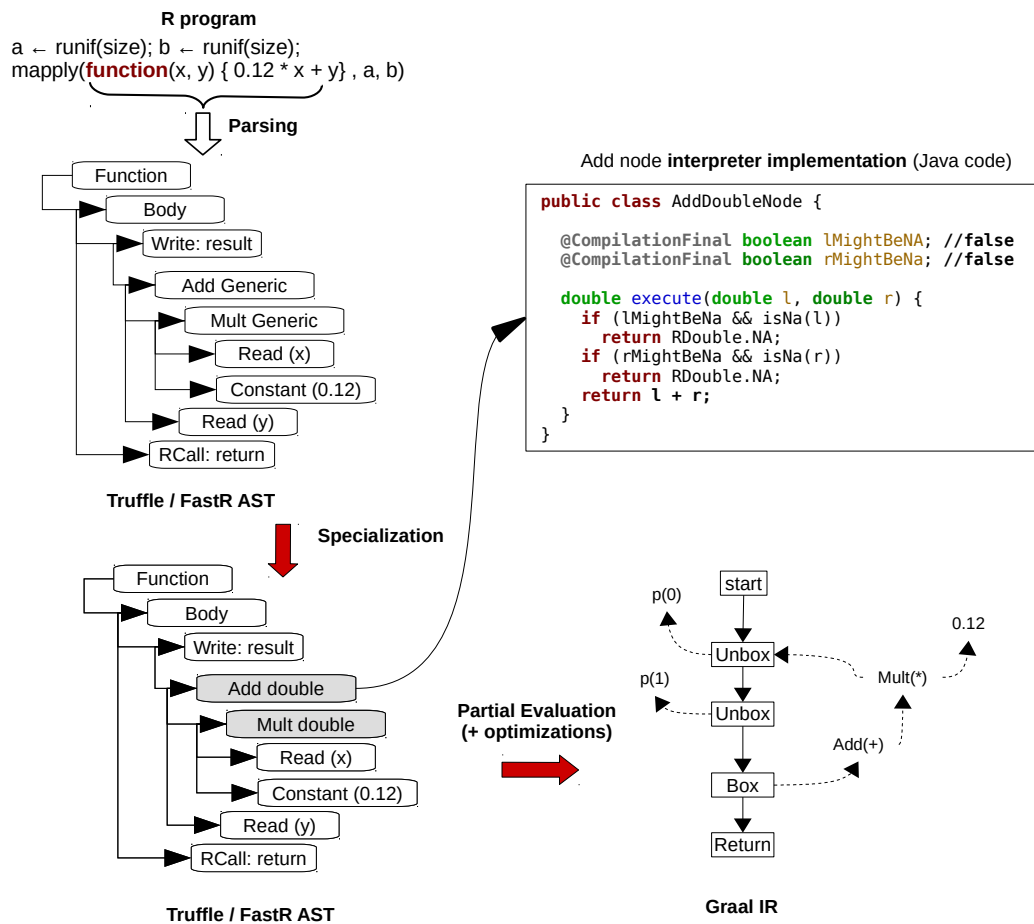 R program
a ← runif(size); b ← runif(size);
mapply(function(x, y) { 0.12 * x + y} , a, b)
Parsing
Function
Body
Write: result
Add Generic
Mult Generic
Read (x)
Constant (0.12)
Read (y)
RCall: return
Truffle / FastR AST
Add node interpreter implementation (Java code)
public class AddDoubleNode {
@CompilationFinal boolean lMightBeNA; //false
@CompilationFinal boolean rMightBeNa; //false
double execute(double l, double r) {
if (lMightBeNa && isNa(l))
return RDouble.NA;
if (rMightBeNa && isNa(r))
return RDouble.NA;
return l + r;
}
}
Specialization
Function
Body
Write: result
Add double
Mult double
Read (x)
Constant (0.12)
Read (y)
RCall: return
Truffle / FastR AST
Partial Evaluation
(+ optimizations)
start
p(0)
Unbox
p(1)
Unbox
Box
Return
0.12
Mult(*)
Add(+)
Graal IR